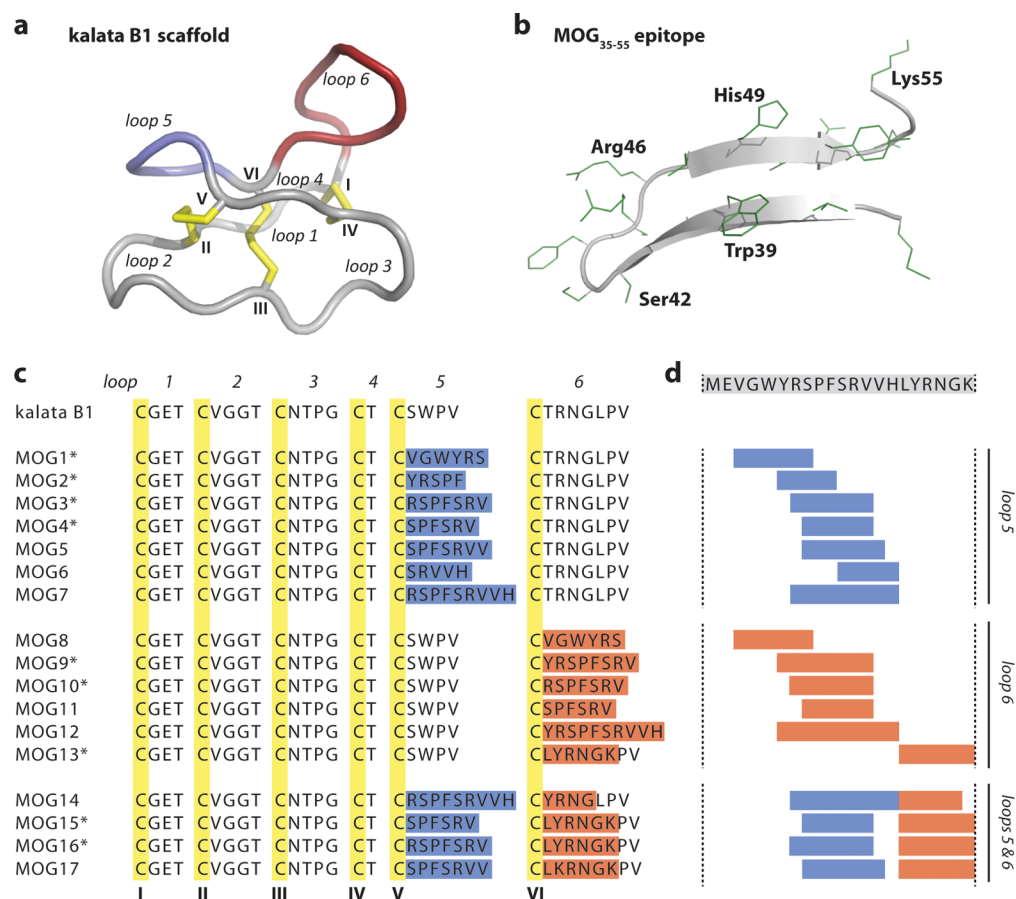 a kalata B1 scaffold
loop 6
loop 5
VI
loop 4
I
V
IV
II
loop 1
loop 2
loop 3
III
b MOG35-55 epitope
Lys55
His49
Arg46
Trp39
Ser42
c loop 1 2 3 4 5 6
kalata B1 CGET CVGGT CNTPG CT CSWPV CTRNGLPV
MOG1* CGET CVGGT CNTPG CT CVGWYRS CTRNGLPV
MOG2* CGET CVGGT CNTPG CT CYRSPF CTRNGLPV
MOG3* CGET CVGGT CNTPG CT CRSPFSRV CTRNGLPV
MOG4* CGET CVGGT CNTPG CT CSPFSRV CTRNGLPV
MOG5 CGET CVGGT CNTPG CT CSPFSRVV CTRNGLPV
MOG6 CGET CVGGT CNTPG CT CSRVVH CTRNGLPV
MOG7 CGET CVGGT CNTPG CT CRSPFSRVVH CTRNGLPV
MOG8 CGET CVGGT CNTPG CT CSWPV CVGWYRS
MOG9* CGET CVGGT CNTPG CT CSWPV CYRSPFSRV
MOG10* CGET CVGGT CNTPG CT CSWPV CRSPFSRV
MOG11 CGET CVGGT CNTPG CT CSWPV CSPFSRV
MOG12 CGET CVGGT CNTPG CT CSWPV CYRSPFSRVVH
MOG13* CGET CVGGT CNTPG CT CSWPV CLYRNGKPV
MOG14 CGET CVGGT CNTPG CT CRSPFSRVVH CYRNGLPV
MOG15* CGET CVGGT CNTPG CT CSPFSRV CLYRNGKPV
MOG16* CGET CVGGT CNTPG CT CRSPFSRV CLYRNGKPV
MOG17 CGET CVGGT CNTPG CT CSPFSRVV CLKRNGKPV
I II III IV V VI
d MEVGWYRSPFSRVVHLYRNGK
loop 5
loop 6
loops 5 & 6